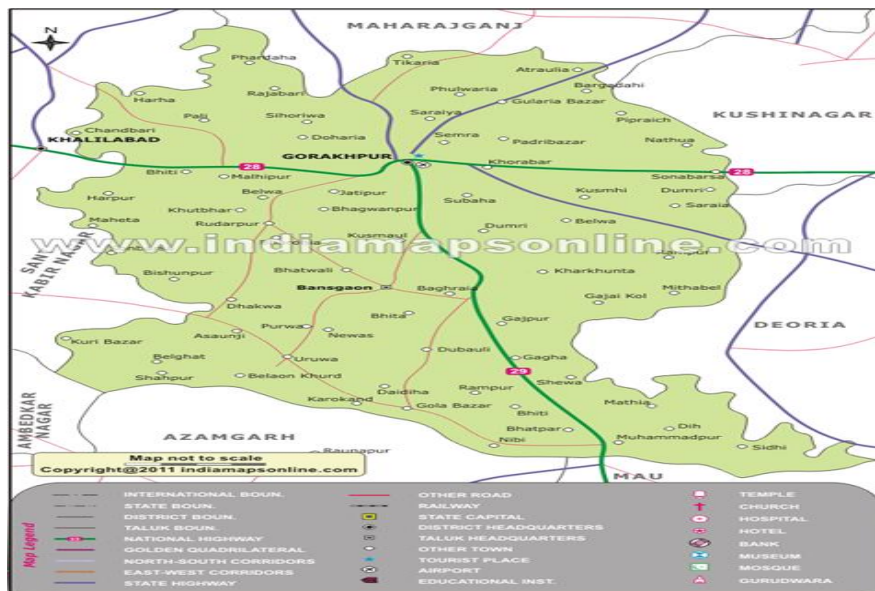 N
MAHARAJGANJ
Phardaha
Tikaria
Atraulia
Harha
Rajabari
Phulwaria
Bargadahi
Gularia Bazar
KUSHINAGAR
Pali
Sihoriwa
Saraiya
Pipraich
Chandbari
KHALILABAD
Doharia
Semra
Padribazar
Nathua
GORAKHPUR
28
Khorabar
Sonabarsa
28
Bhiti
Malhipur
Harpur
Belwa
Jatipur
Subaha
Kusmhi
Dumri
Khutbhar
Bhagwanpur
Saraia
Maheta
Rudarpur
Dumri
Belwa
Kusmaul
www.indiamapsonline.com
SANT KABIR NAGAR
Bishunpur
Bhatwali
Kharkhunta
Bansgaon
Baghraia
Mithabel
Dhakwa
Gajai Kol
Bhita
Gajpur
DEORIA
Kuri Bazar
Asaunji
Purwa
Newas
Belghat
Uruwa
Dubauli
Gagha
29
Shahpur
Belaon Khurd
Daidiha
Rampur
Shewa
Karokand
Gola Bazar
Bhiti
Mathia
AMBEDKAR NAGAR
AZAMGARH
Bhatpar
Dih
Nibi
Muhammadpur
Sidhi
Raunapur
MAU
Map not to scale
Copyright@2011 indiamapsonline.com
Map Legend
INTERNATIONAL BOUN.
STATE BOUN.
DISTRICT BOUN.
TALUK BOUN.
NATIONAL HIGHWAY
GOLDEN QUADRILATERAL
NORTH-SOUTH CORRIDORS
EAST-WEST CORRIDORS
STATE HIGHWAY
OTHER ROAD
RAILWAY
STATE CAPITAL
DISTRICT HEADQUARTERS
TALUK HEADQUARTERS
OTHER TOWN
TOURIST PLACE
AIRPORT
EDUCATIONAL INST.
TEMPLE
CHURCH
HOSPITAL
HOTEL
BANK
MUSEUM
MOSQUE
GURUDWARA